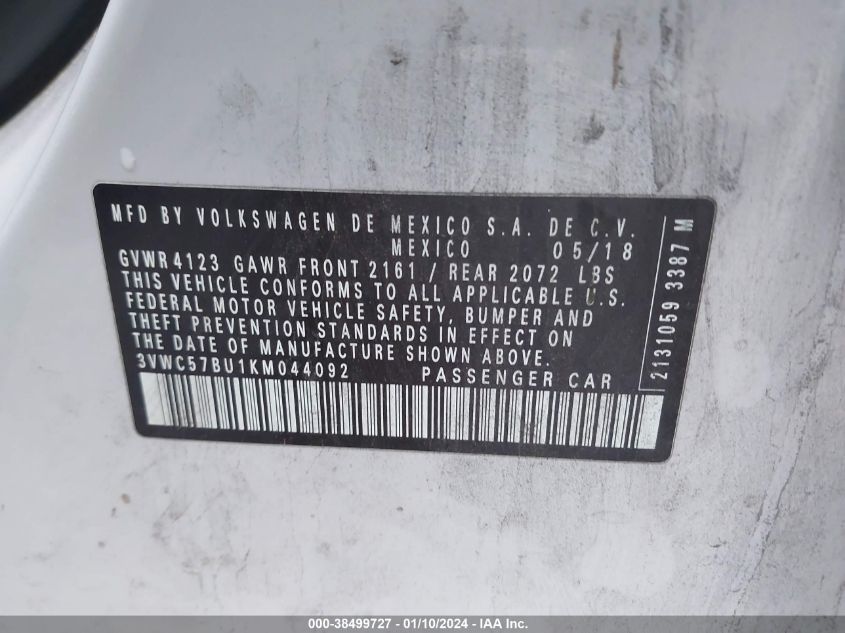 MFD BY VOLKSWAGEN DE MEXICO S.A. DE C.V.
MEXICO 05/18
GVWR 4123 GAWR FRONT 2161 / REAR 2072 LBS
THIS VEHICLE CONFORMS TO ALL APPLICABLE U.S.
FEDERAL MOTOR VEHICLE SAFETY, BUMPER AND
THEFT PREVENTION STANDARDS IN EFFECT ON
THE DATE OF MANUFACTURE SHOWN ABOVE.
3VWC57BU1KM044092 PASSENGER CAR
2131059 3387 M
000-38499727 - 01/10/2024 - IAA Inc.